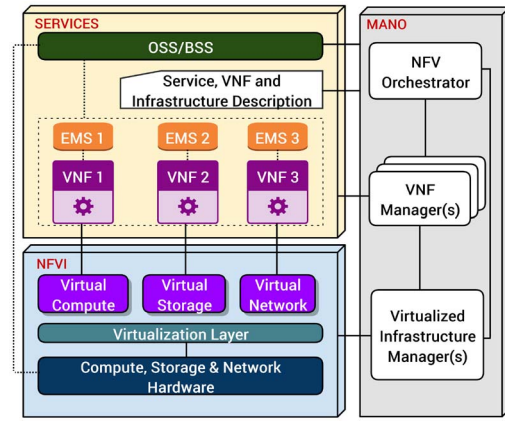 SERVICES
OSS/BSS
Service, VNF and
Infrastructure Description
EMS 1
EMS 2
EMS 3
VNF 1
VNF 2
VNF 3
NFVI
Virtual
Compute
Virtual
Storage
Virtual
Network
Virtualization Layer
Compute, Storage & Network
Hardware
MANO
NFV
Orchestrator
VNF
Manager(s)
Virtualized
Infrastructure
Manager(s)